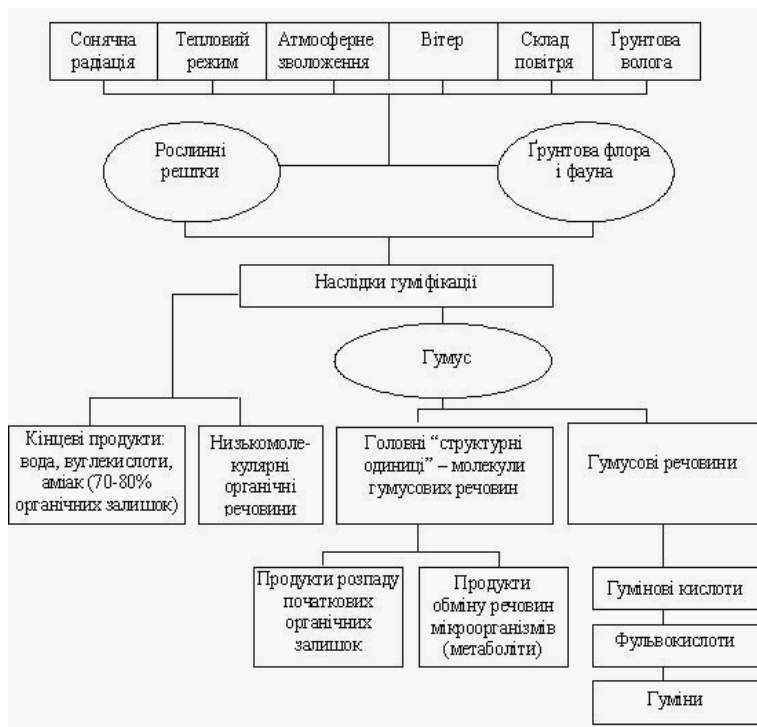 Сонячна
радіація
Тепловий
режим
Атмосферне
зволоження
Вітер
Склад
повітря
Ґрунтова
волога
Рослинні
рештки
Ґрунтова флора
і фауна
Наслідки гуміфікації
Гумус
Кінцеві продукти:
вода, вуглекислоти,
аміак (70-80%
органічних залишок)
Низькомоле-
кулярні
органічні
речовини
Головні “структурні
одиниці” – молекули
гумусових речовин
Гумусові речовини
Продукти розпаду
початкових
органічних
залишок
Продукти
обміну речовин
мікроорганізмів
(метаболіти)
Гумінові кислоти
Фульвокислоти
Гуміни